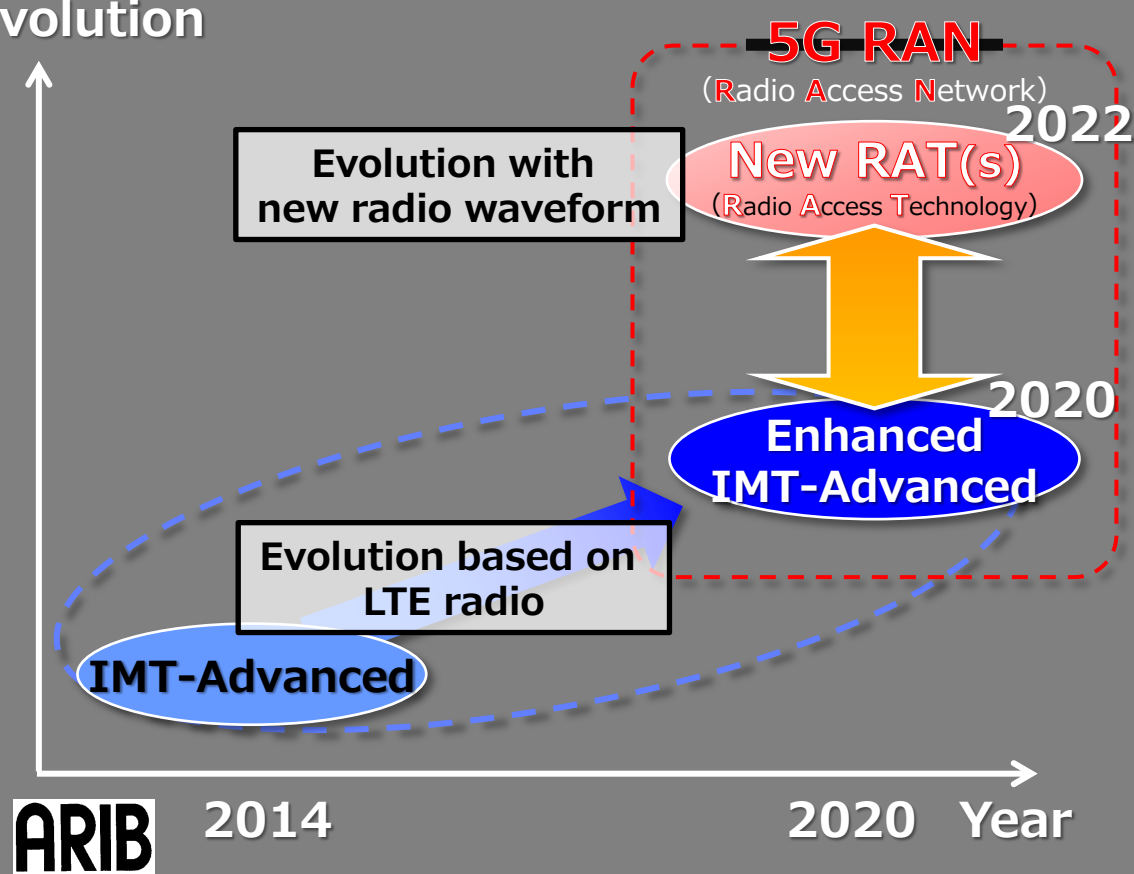 volution
5G RAN
（Radio Access Network）
2022
New RAT(s)
（Radio Access Technology）
Evolution with
new radio waveform
2020
Enhanced
IMT-Advanced
Evolution based on
LTE radio
IMT-Advanced
2014
2020
Year
ARIB